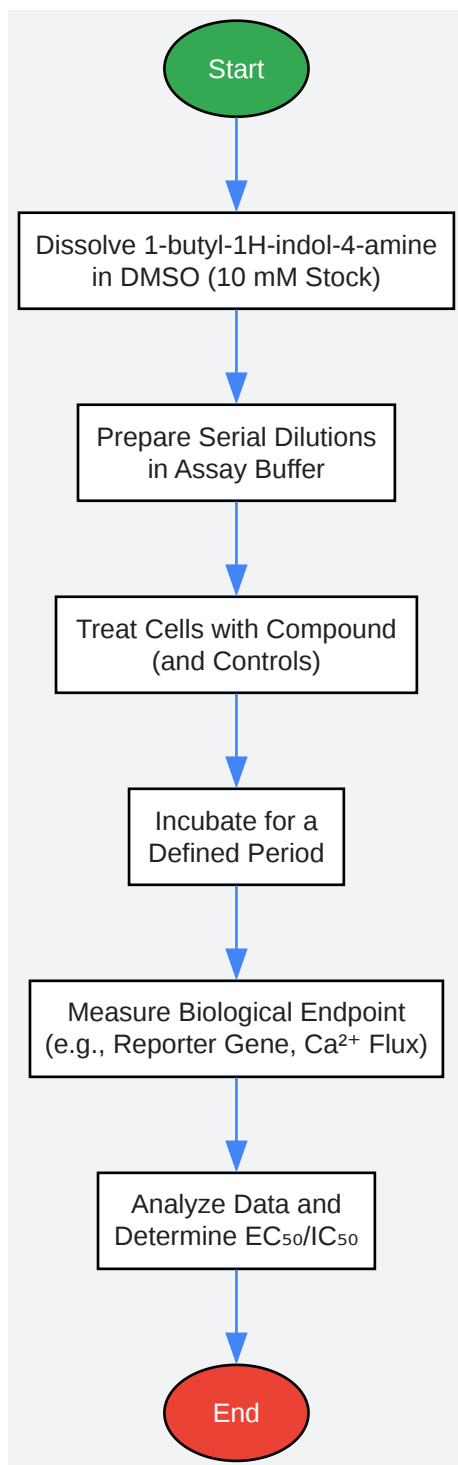 Start
Dissolve 1-butyl-1H-indol-4-amine
in DMSO (10 mM Stock)
Prepare Serial Dilutions
in Assay Buffer
Treat Cells with Compound
(and Controls)
Incubate for a
Defined Period
Measure Biological Endpoint
(e.g., Reporter Gene, Ca²⁺ Flux)
Analyze Data and
Determine EC₅₀/IC₅₀
End